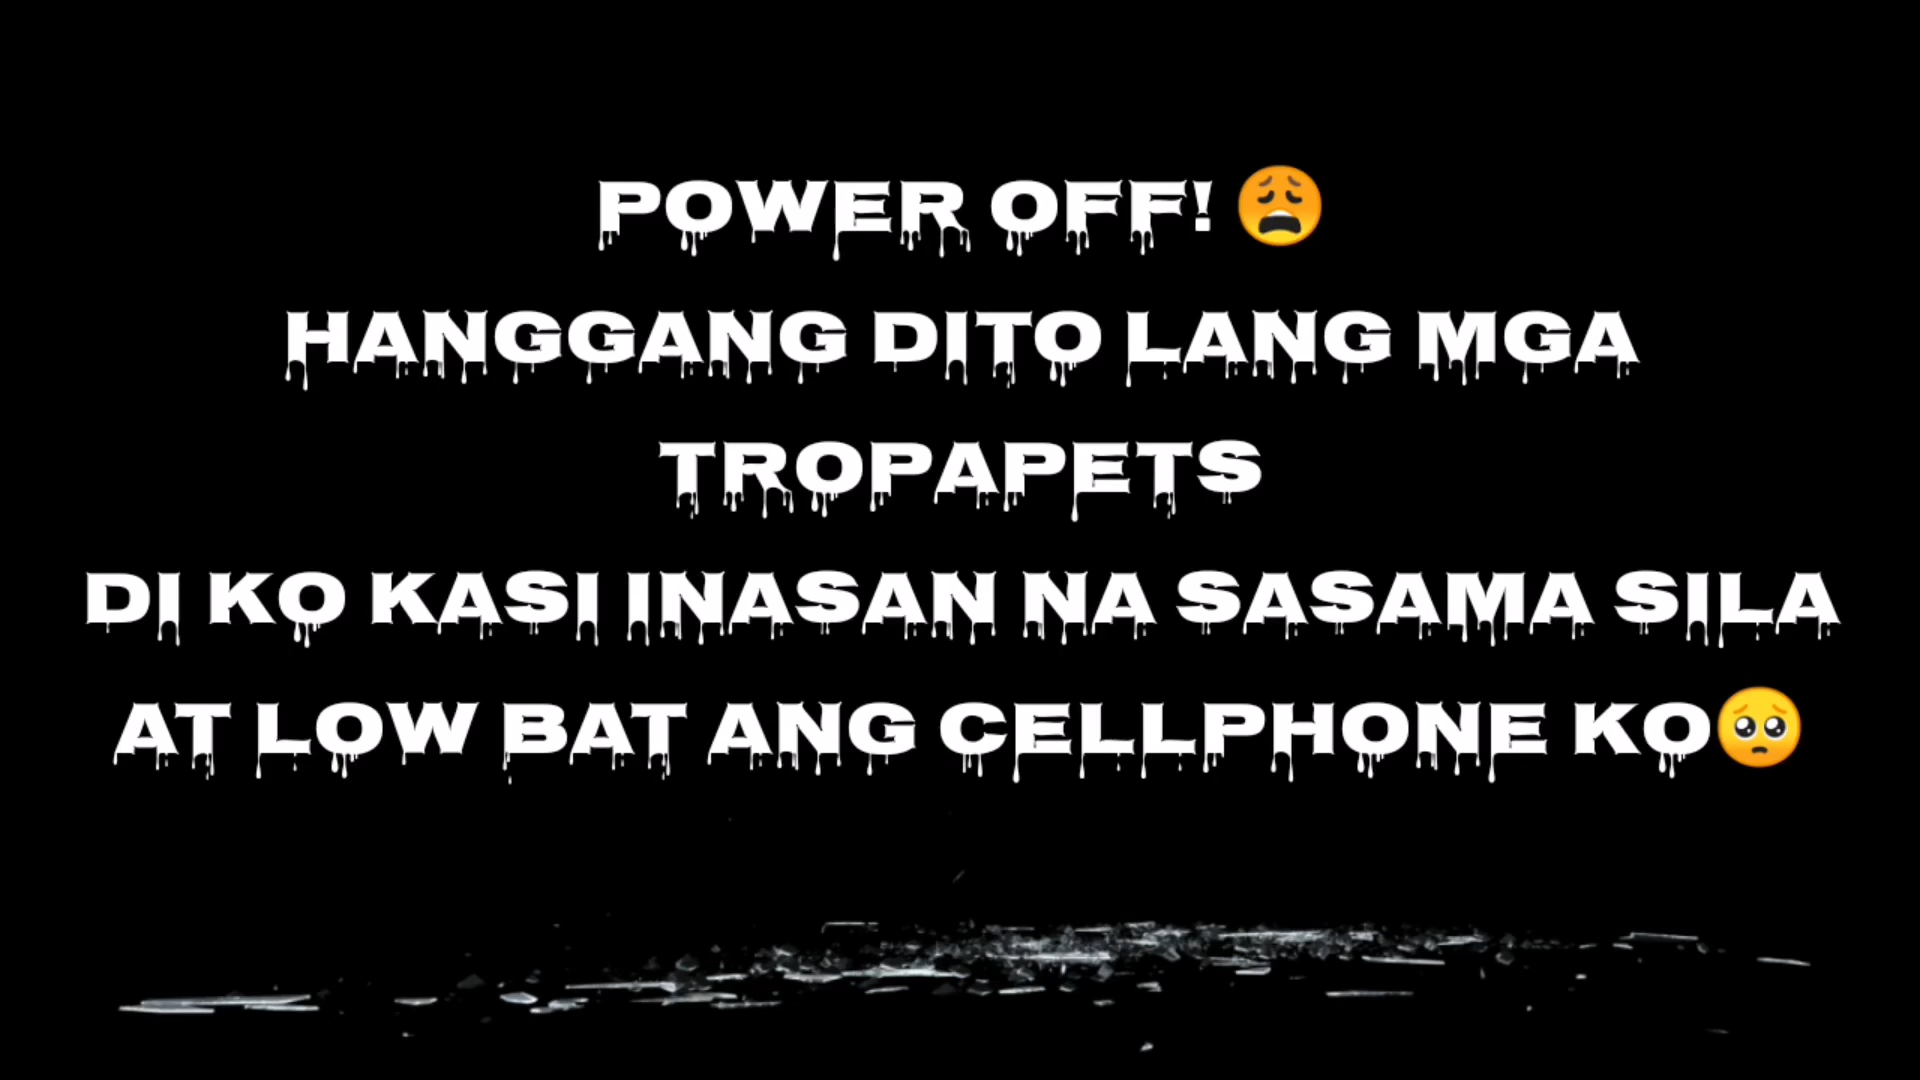 POWER OFF! 😩
HANGGANG DITO LANG MGA
TROPAPETS
DI KO KASI INASAN NA SASAMA SILA
AT LOW BAT ANG CELLPHONE KO🥺